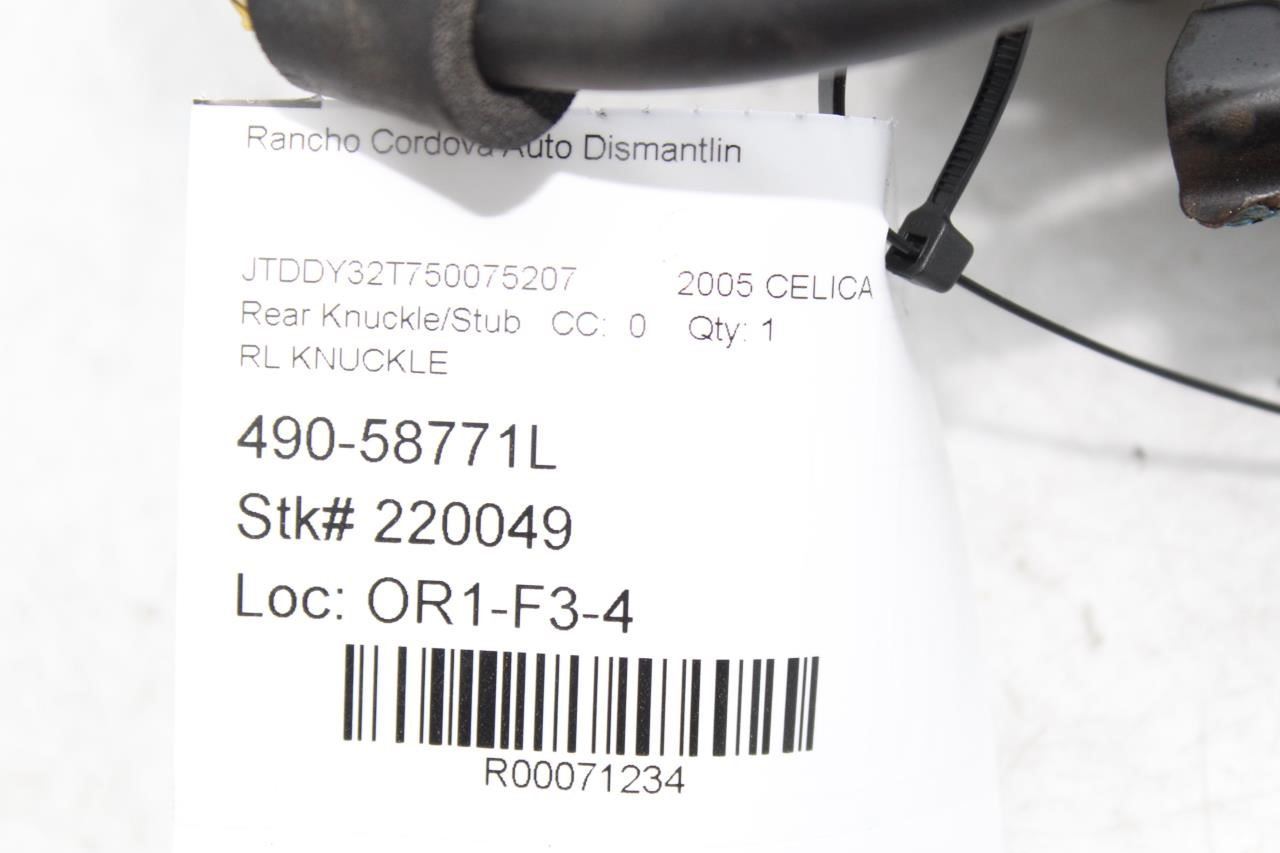 Rancho Cordova Auto Dismantlin
JTDDY32T750075207 2005 CELICA
Rear Knuckle/Stub CC: 0 Qty: 1
RL KNUCKLE
490-58771L
Stk# 220049
Loc: OR1-F3-4
R00071234